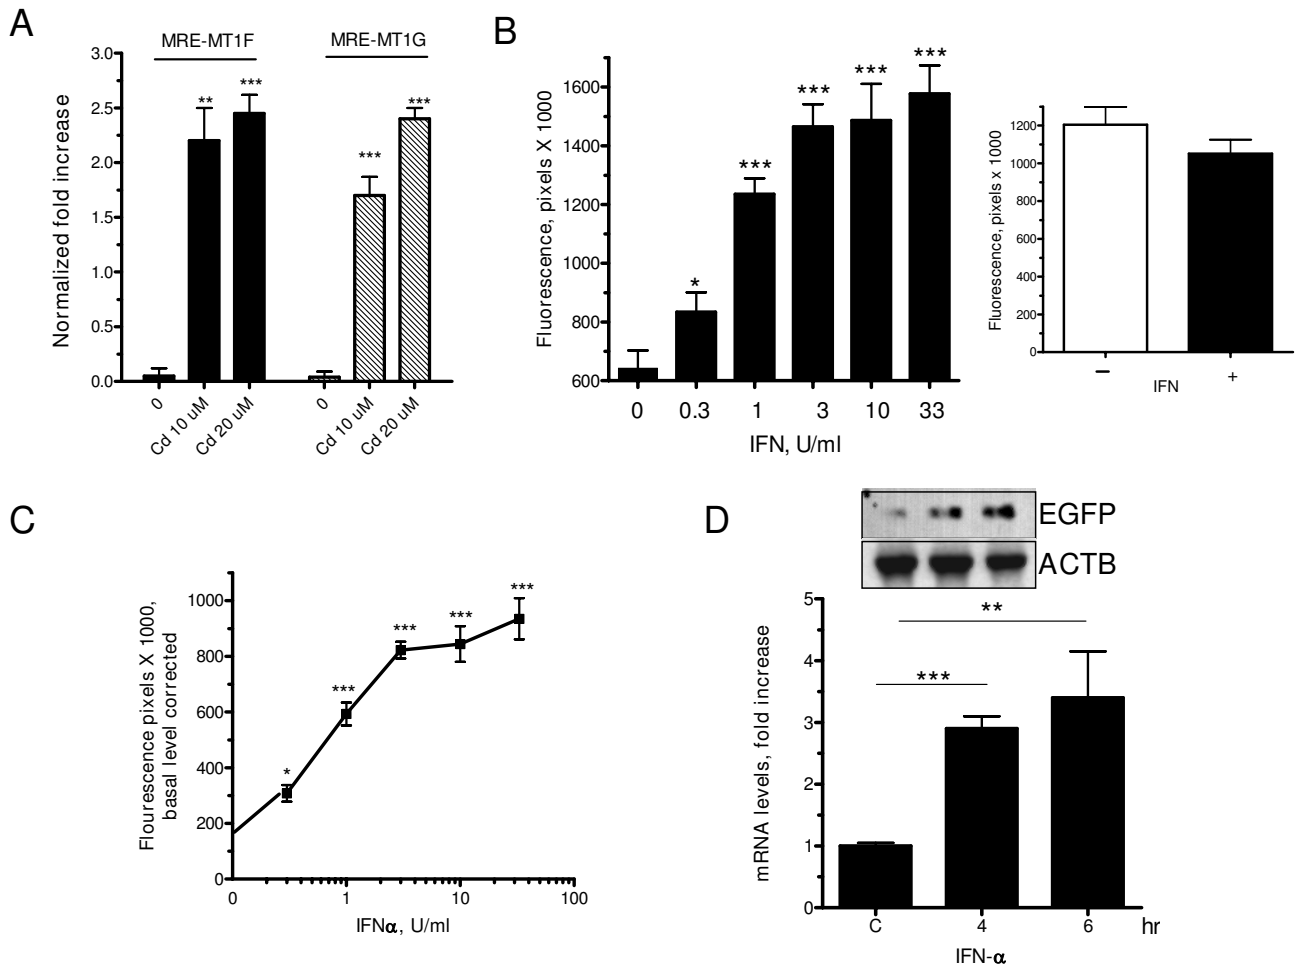 A
MRE-MT1F
MRE-MT1G
Normalized fold increase
3.0
2.5
2.0
1.5
1.0
0.5
0.0
**
***
***
***
0
Cd 10 uM
Cd 20 uM
0
Cd 10 uM
Cd 20 uM
B
Fluorescence, pixels X 1000
1600
1400
1200
1000
800
600
*
***
***
***
***
0 0.3 1 3 10 33
IFN, U/ml
Fluorescence, pixels x 1000
1200
1000
800
600
400
200
0
– +
IFN
C
Flourescence pixels X 1000,
basal level corrected
1000
800
600
400
200
0
*
***
***
***
***
0 1 10 100
IFNα, U/ml
D
EGFP
ACTB
mRNA levels, fold increase
5
4
3
2
1
0
**
***
C 4 6 hr
IFN-α